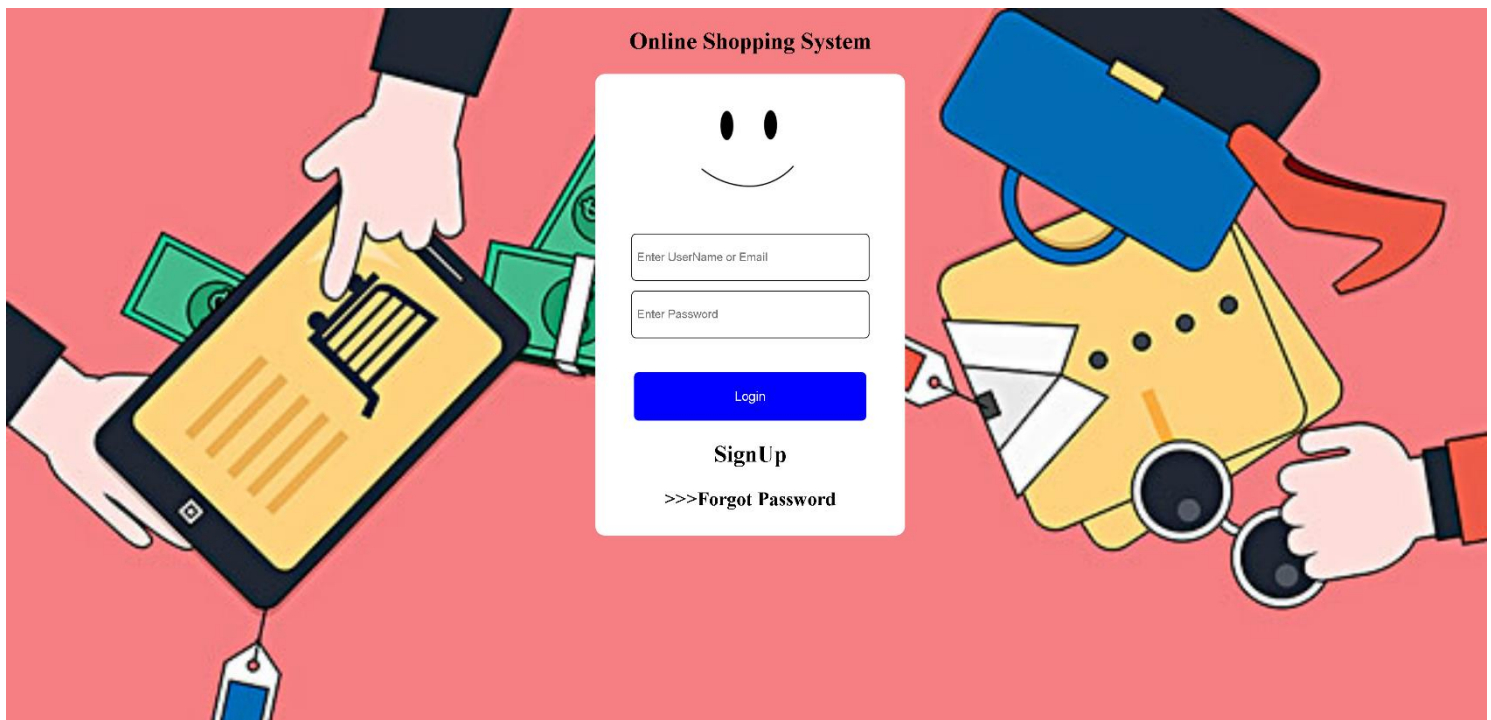 Online Shopping System
Enter UserName or Email
Enter Password
Login
SignUp
>>>Forgot Password